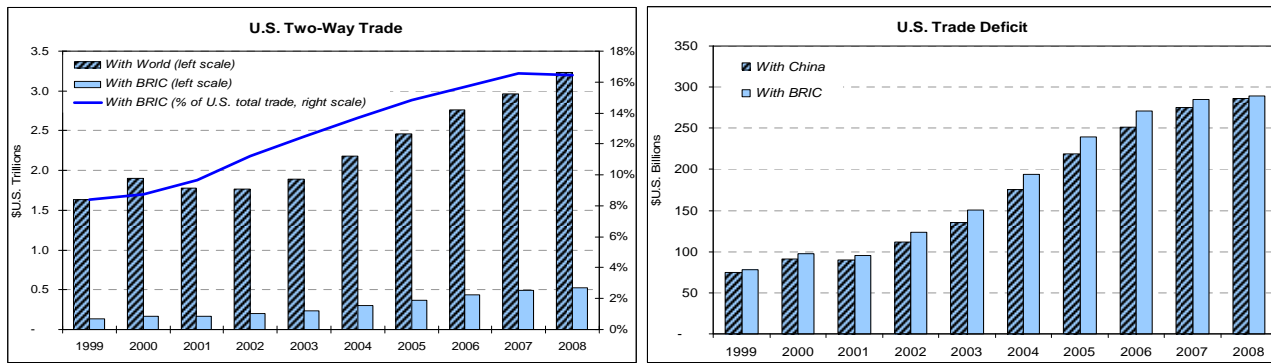 U.S. Two-Way Trade
3.5
3.0
2.5
2.0
1.5
1.0
0.5
-
$U.S. Trillions
With World (left scale)
With BRIC (left scale)
With BRIC (% of U.S. total trade, right scale)
18%
16%
14%
12%
10%
8%
6%
4%
2%
0%
1999 2000 2001 2002 2003 2004 2005 2006 2007 2008
U.S. Trade Deficit
350
300
250
200
150
100
50
-
$U.S. Billions
With China
With BRIC
1999 2000 2001 2002 2003 2004 2005 2006 2007 2008